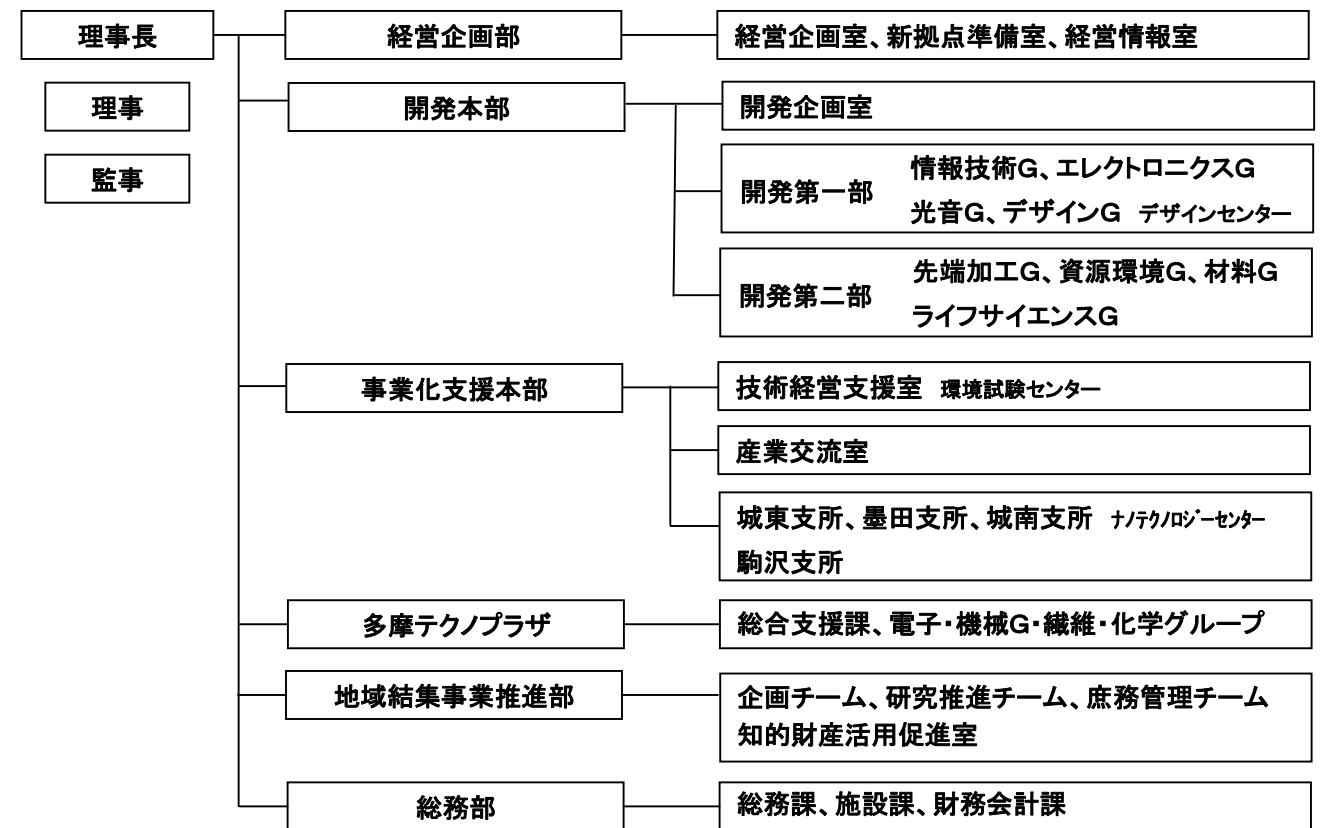 理事長
経営企画部
経営企画室、新拠点準備室、経営情報室
理事
開発本部
開発企画室
監事
開発第一部
情報技術G、エレクトロニクスG
光音G、デザインG デザインセンター
開発第二部
先端加工G、資源環境G、材料G
ライフサイエンスG
事業化支援本部
技術経営支援室 環境試験センター
産業交流室
城東支所、墨田支所、城南支所 ナノテクノロジーセンター
駒沢支所
多摩テクノプラザ
総合支援課、電子・機械G・繊維・化学グループ
地域結集事業推進部
企画チーム、研究推進チーム、庶務管理チーム
知的財産活用促進室
総務部
総務課、施設課、財務会計課